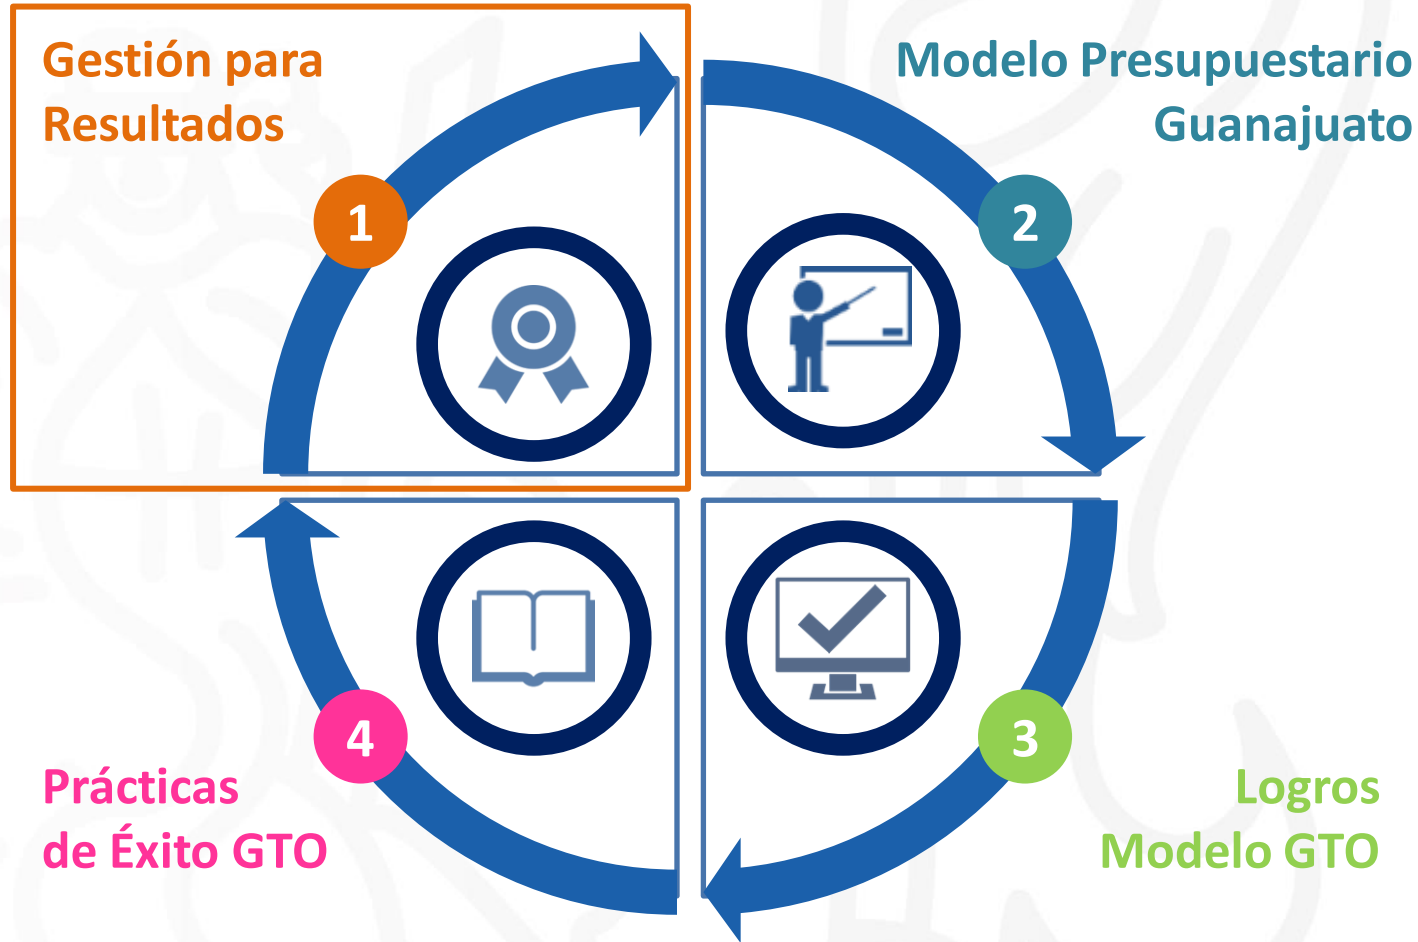 Gestión para
Resultados
1
Modelo Presupuestario
Guanajuato
2
3
Logros
Modelo GTO
4
Prácticas
de Éxito GTO